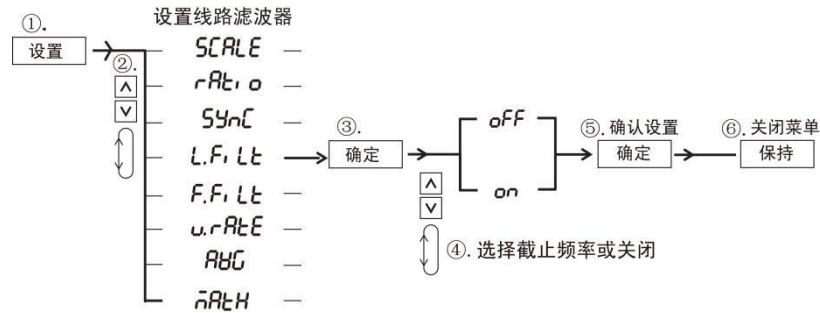 设置线路滤波器
①.
设置
②.
SCALE
rAtio
SYnC
L.FiLt
F.FiLt
u.rAtE
AVG
mAtH
③.
确定
oFF
on
④. 选择截止频率或关闭
⑤. 确认设置
确定
⑥. 关闭菜单
保持